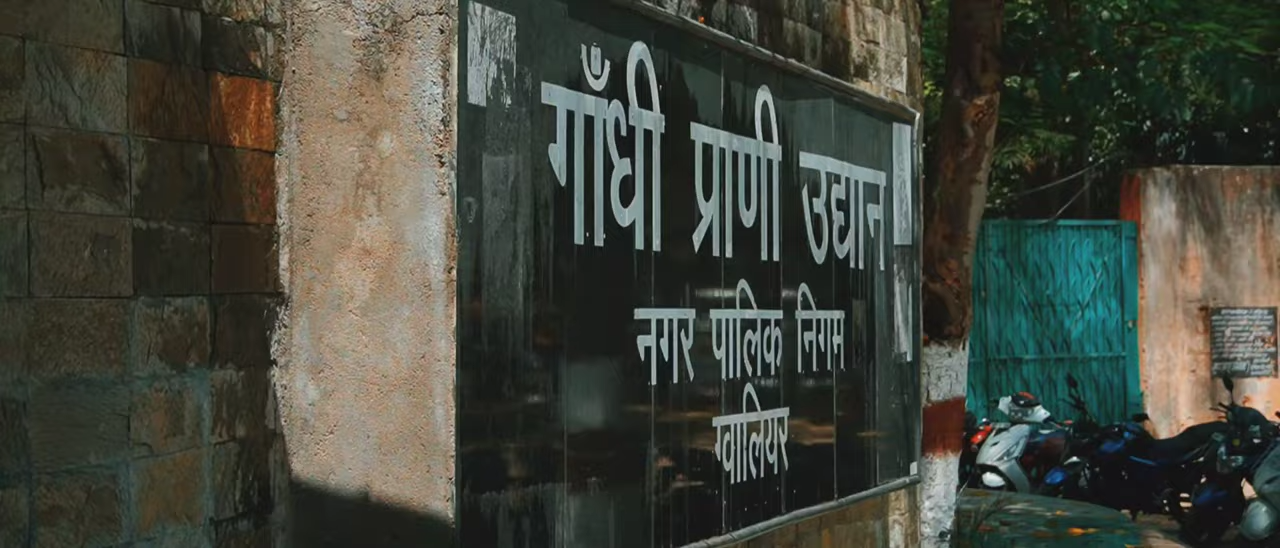 गाँधी प्राणी उद्यान
नगर पालिक निगम
ग्वालियर